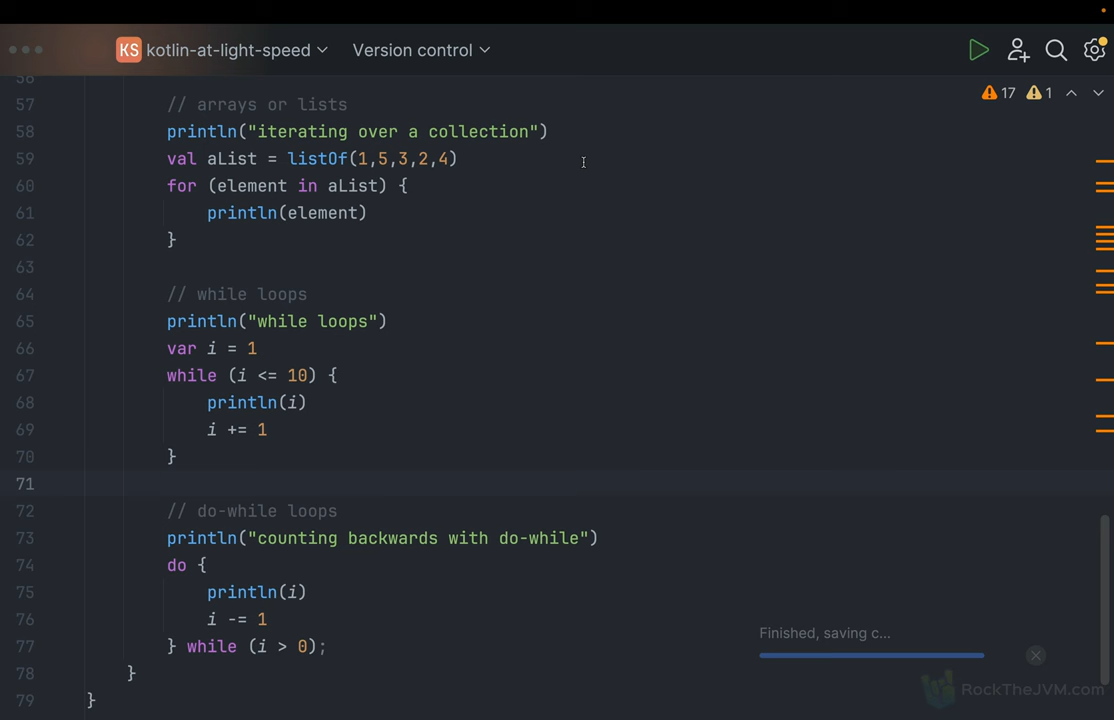 KS kotlin-at-light-speed Version control
17 1
56
57 // arrays or lists
58 println("iterating over a collection")
59 val aList = listOf(1,5,3,2,4)
60 for (element in aList) {
61 println(element)
62 }
63
64 // while loops
65 println("while loops")
66 var i = 1
67 while (i <= 10) {
68 println(i)
69 i += 1
70 }
71
72 // do-while loops
73 println("counting backwards with do-while")
74 do {
75 println(i)
76 i -= 1
77 } while (i > 0);
78 }
79 }
Finished, saving c...
RockTheJVM.com